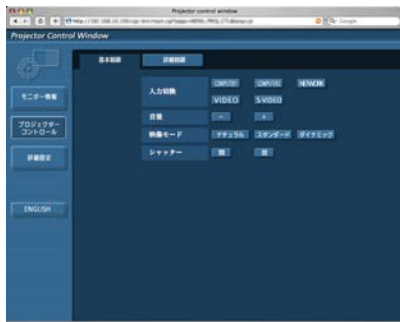 Projector control window
Projector Control Window
基本制御 詳細制御
モニター情報
プロジェクター
コントロール
詳細設定
ENGLISH
入力切換 COMPUTER1 COMPUTER2 NETWORK
VIDEO S-VIDEO
音量 − +
映像モード ナチュラル スタンダード ダイナミック
シャッター 開 閉